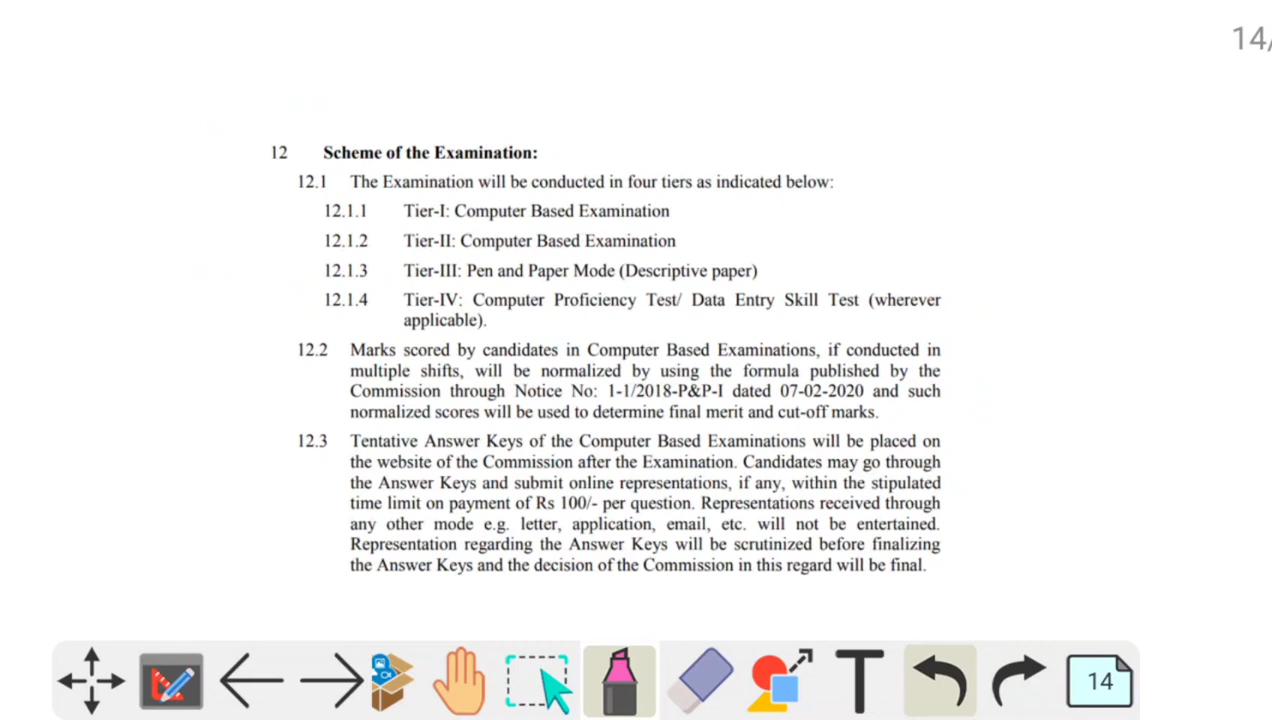 14/
12 Scheme of the Examination:
12.1 The Examination will be conducted in four tiers as indicated below:
12.1.1 Tier-I: Computer Based Examination
12.1.2 Tier-II: Computer Based Examination
12.1.3 Tier-III: Pen and Paper Mode (Descriptive paper)
12.1.4 Tier-IV: Computer Proficiency Test/ Data Entry Skill Test (wherever
applicable).
12.2 Marks scored by candidates in Computer Based Examinations, if conducted in
multiple shifts, will be normalized by using the formula published by the
Commission through Notice No: 1-1/2018-P&P-I dated 07-02-2020 and such
normalized scores will be used to determine final merit and cut-off marks.
12.3 Tentative Answer Keys of the Computer Based Examinations will be placed on
the website of the Commission after the Examination. Candidates may go through
the Answer Keys and submit online representations, if any, within the stipulated
time limit on payment of Rs 100/- per question. Representations received through
any other mode e.g. letter, application, email, etc. will not be entertained.
Representation regarding the Answer Keys will be scrutinized before finalizing
the Answer Keys and the decision of the Commission in this regard will be final.
T
14